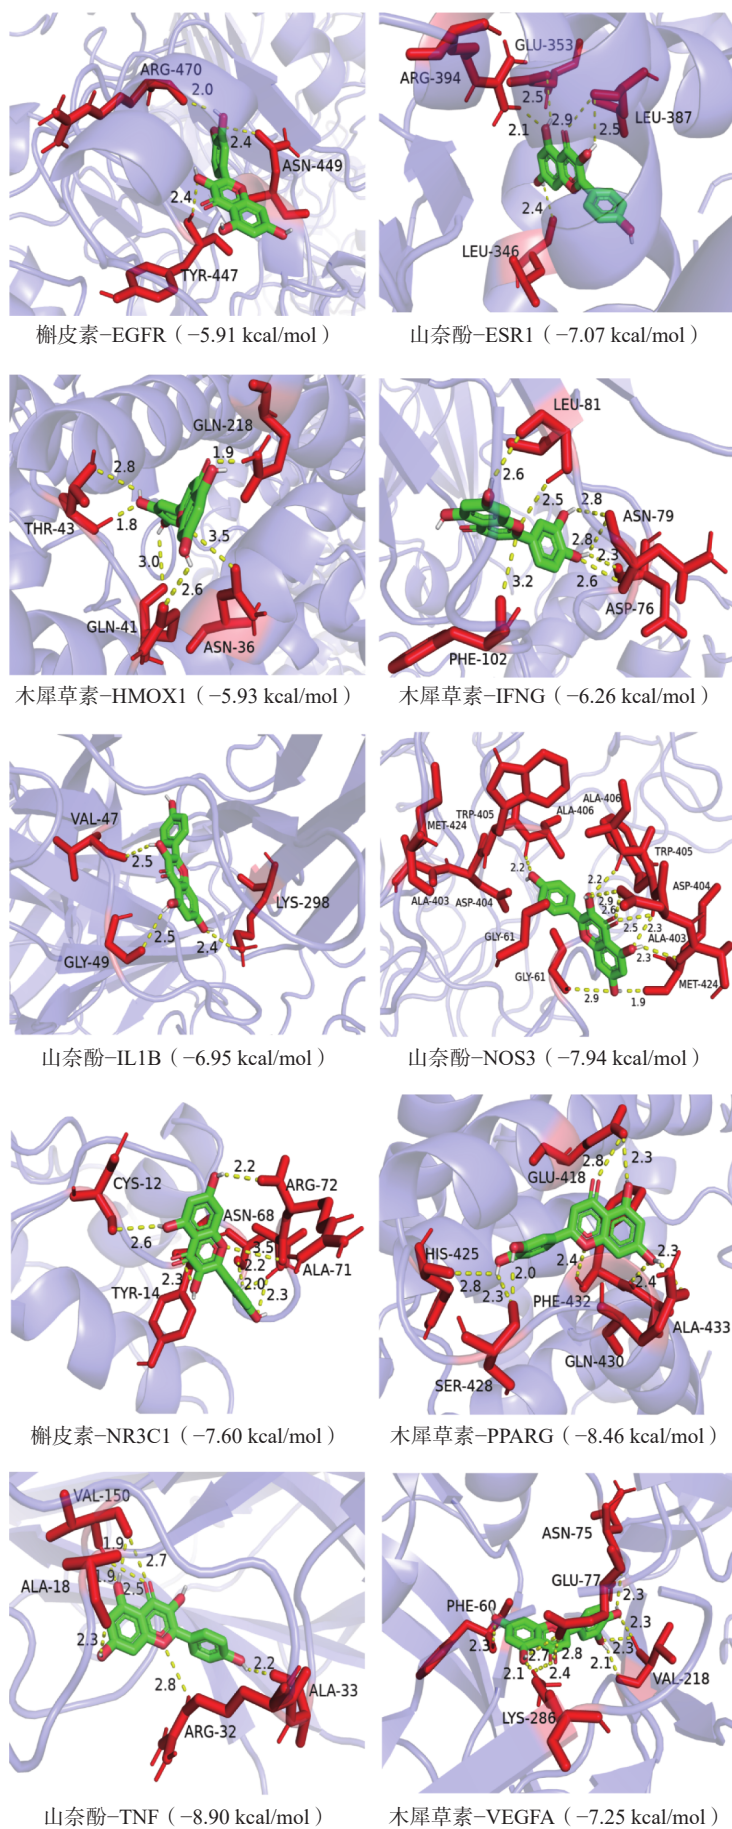 ARG-470
2.0
2.4
ASN-449
2.4
TYR-447
槲皮素–EGFR（−5.91 kcal/mol）
GLU-353
ARG-394
2.5
2.9
LEU-387
2.1
2.5
2.4
LEU-346
山奈酚–ESR1（−7.07 kcal/mol）
GLN-218
1.9
2.8
THR-43
1.8
3.5
3.0
2.6
GLN-41
ASN-36
木犀草素–HMOX1（−5.93 kcal/mol）
LEU-81
2.6
2.5
2.8
ASN-79
2.8
2.3
3.2
2.6
ASP-76
PHE-102
木犀草素–IFNG（−6.26 kcal/mol）
VAL-47
2.5
LYS-298
2.5
2.4
GLY-49
山奈酚–IL1B（−6.95 kcal/mol）
ALA-406
TRP-405
ALA-406
MET-424
TRP-405
2.2
2.2
ASP-404
ALA-403
ASP-404
2.9
2.6
2.5
2.3
GLY-61
ALA-403
2.3
GLY-61
MET-424
2.9
1.9
山奈酚–NOS3（−7.94 kcal/mol）
2.2
CYS-12
ARG-72
ASN-68
2.6
3.5
2.2
ALA-71
TYR-14
2.3
2.0
2.3
槲皮素–NR3C1（−7.60 kcal/mol）
2.8
2.3
GLU-418
HIS-425
2.4
2.3
2.0
2.8
2.4
2.3
PHE-432
ALA-433
GLN-430
SER-428
木犀草素–PPARG（−8.46 kcal/mol）
VAL-150
1.9
2.7
1.9
ALA-18
2.5
2.3
2.2
2.8
ALA-33
ARG-32
山奈酚–TNF（−8.90 kcal/mol）
ASN-75
GLU-77
2.3
PHE-60
2.3
2.3
2.7
2.8
2.3
2.1
2.4
2.1
VAL-218
LYS-286
木犀草素–VEGFA（−7.25 kcal/mol）